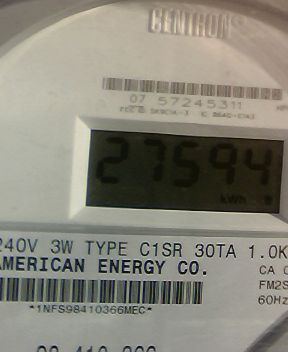 CENTRON®
07 57245311
27594
kWh
240V 3W TYPE C1SR 30TA 1.0K
AMERICAN ENERGY CO.
CA 0
FM2S
60Hz
*1NFS98410366MEC*